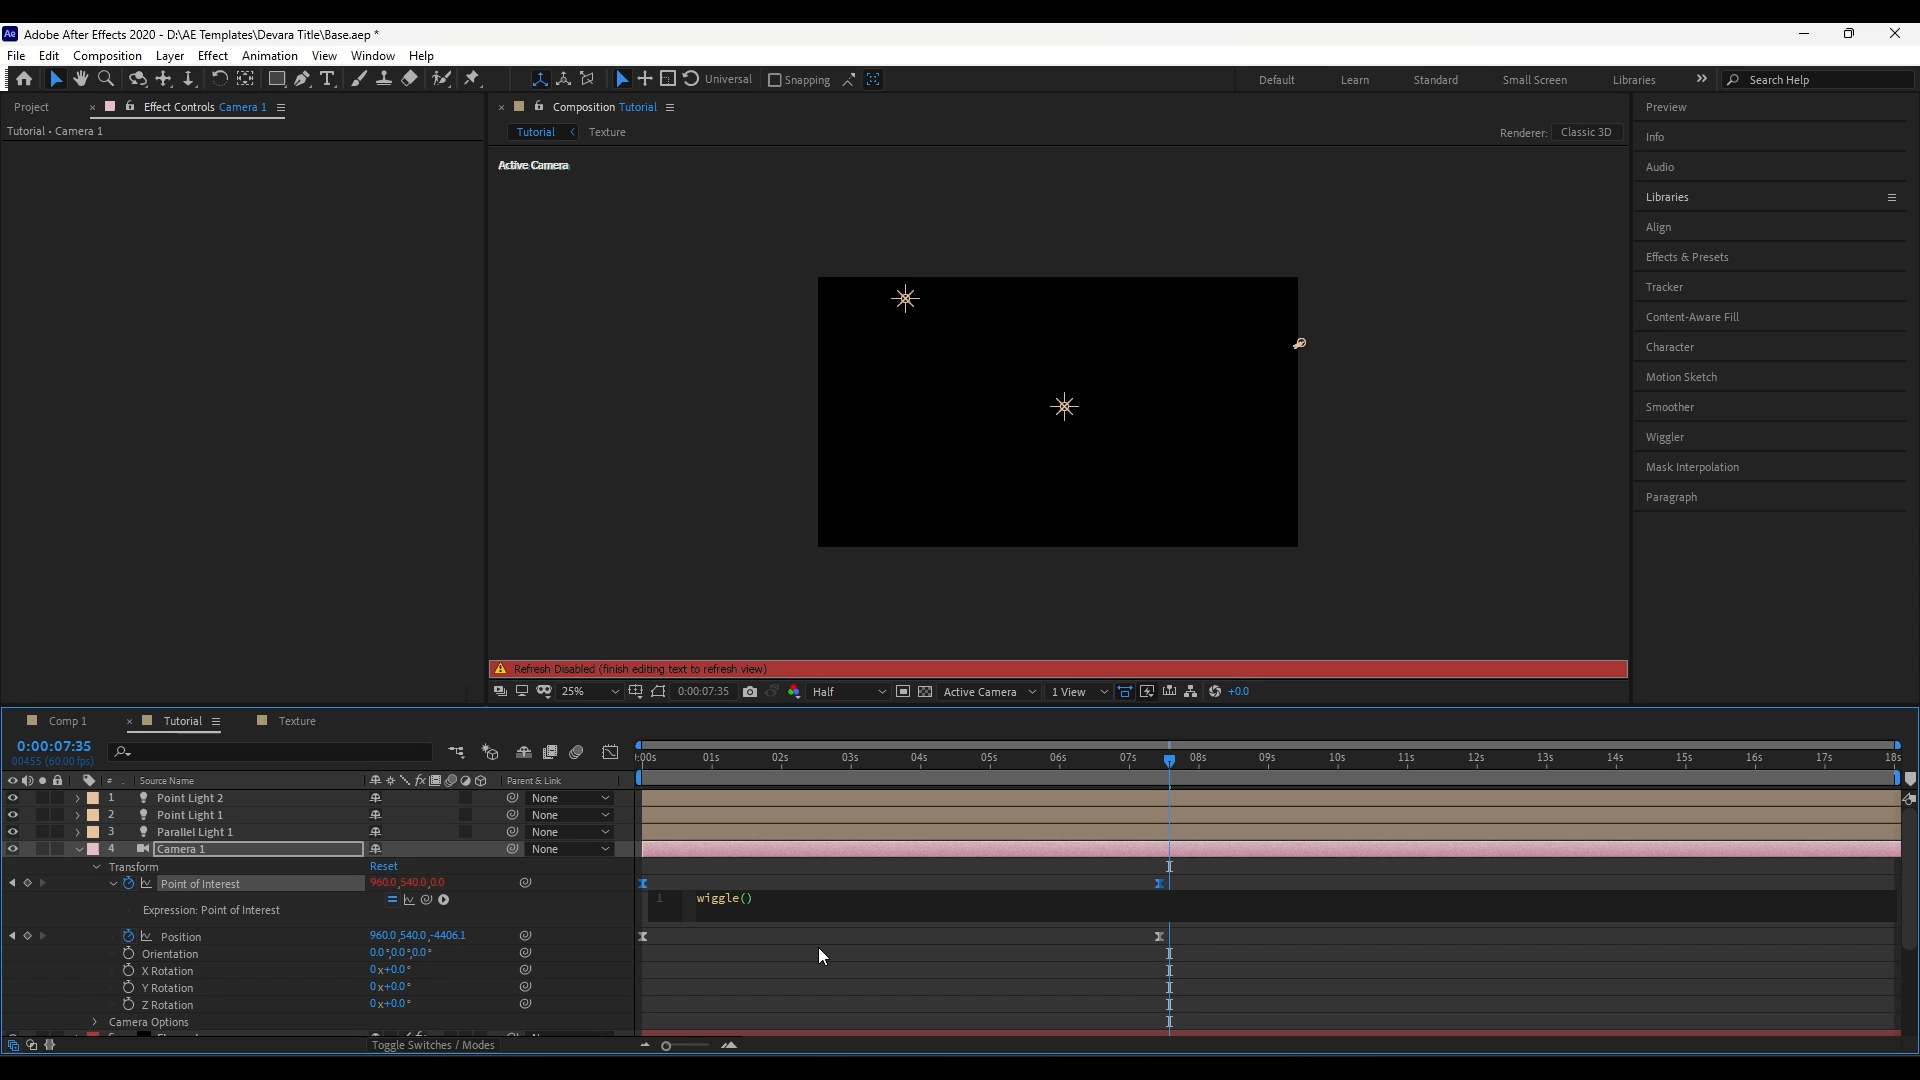 Ae Adobe After Effects 2020 - D:\AE Templates\Devara Title\Base.aep *
File Edit Composition Layer Effect Animation View Window Help
Universal Snapping Default Learn Standard Small Screen Libraries » Search Help
Project × Effect Controls Camera 1 × Composition Tutorial Preview
Tutorial • Camera 1
Tutorial Texture Renderer: Classic 3D
Info
Active Camera
Audio
Libraries
Align
Effects & Presets
Tracker
Content-Aware Fill
Character
Motion Sketch
Smoother
Wiggler
Mask Interpolation
Paragraph
Refresh Disabled (finish editing text to refresh view)
25% 0:00:07:35 Half Active Camera 1 View +0.0
Comp 1 × Tutorial Texture
0:00:07:35
00455 (60.00 fps)
:00s 01s 02s 03s 04s 05s 06s 07s 08s 09s 10s 11s 12s 13s 14s 15s 16s 17s 18s
# . Source Name fx Parent & Link
1 Point Light 2 None
2 Point Light 1 None
3 Parallel Light 1 None
4 Camera 1 None
Transform Reset
Point of Interest 960.0,540.0,0.0
1 wiggle()
Expression: Point of Interest
Position 960.0,540.0,-4406.1
Orientation 0.0°,0.0°,0.0°
X Rotation 0x+0.0°
Y Rotation 0x+0.0°
Z Rotation 0x+0.0°
Camera Options
Toggle Switches / Modes